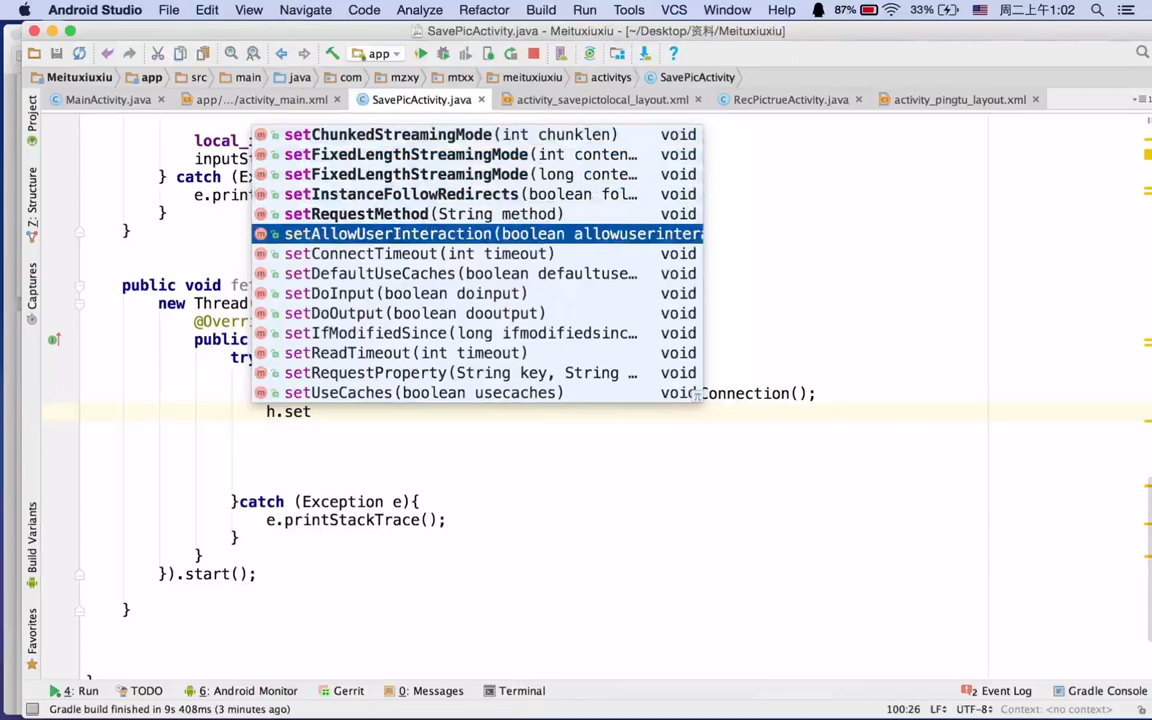 Android Studio File Edit View Navigate Code Analyze Refactor Build Run Tools VCS Window Help 87% 33% 周二上午1:02
SavePicActivity.java - Meituxiuxiu - [~/Desktop/资料/Meituxiuxiu]
app
Meituxiuxiu app src main java com mzxy mtxx meituxiuxiu activitys SavePicActivity
MainActivity.java app/.../activity_main.xml SavePicActivity.java activity_savepictolocal_layout.xml RecPictrueActivity.java activity_pingtu_layout.xml
Project
Z: Structure
Captures
Build Variants
Favorites
setChunkedStreamingMode(int chunklen) void
local_
setFixedLengthStreamingMode(int conten… void
inputS
setFixedLengthStreamingMode(long conte… void
} catch (E
setInstanceFollowRedirects(boolean fol… void
e.print
setRequestMethod(String method) void
}
setAllowUserInteraction(boolean allowuserintera
}
setConnectTimeout(int timeout) void
setDefaultUseCaches(boolean defaultuse… void
public void fe
setDoInput(boolean doinput) void
new Thread
setDoOutput(boolean dooutput) void
@Overri
setIfModifiedSince(long ifmodifiedsinc… void
public
setReadTimeout(int timeout) void
try
setRequestProperty(String key, String … void
setUseCaches(boolean usecaches) void
Connection();
h.set
}catch (Exception e){
e.printStackTrace();
}
}
}).start();
}
}
4: Run TODO 6: Android Monitor Gerrit 0: Messages Terminal 2 Event Log Gradle Console
Gradle build finished in 9s 408ms (3 minutes ago) 100:26 LF÷ UTF-8÷ Context: <no context>